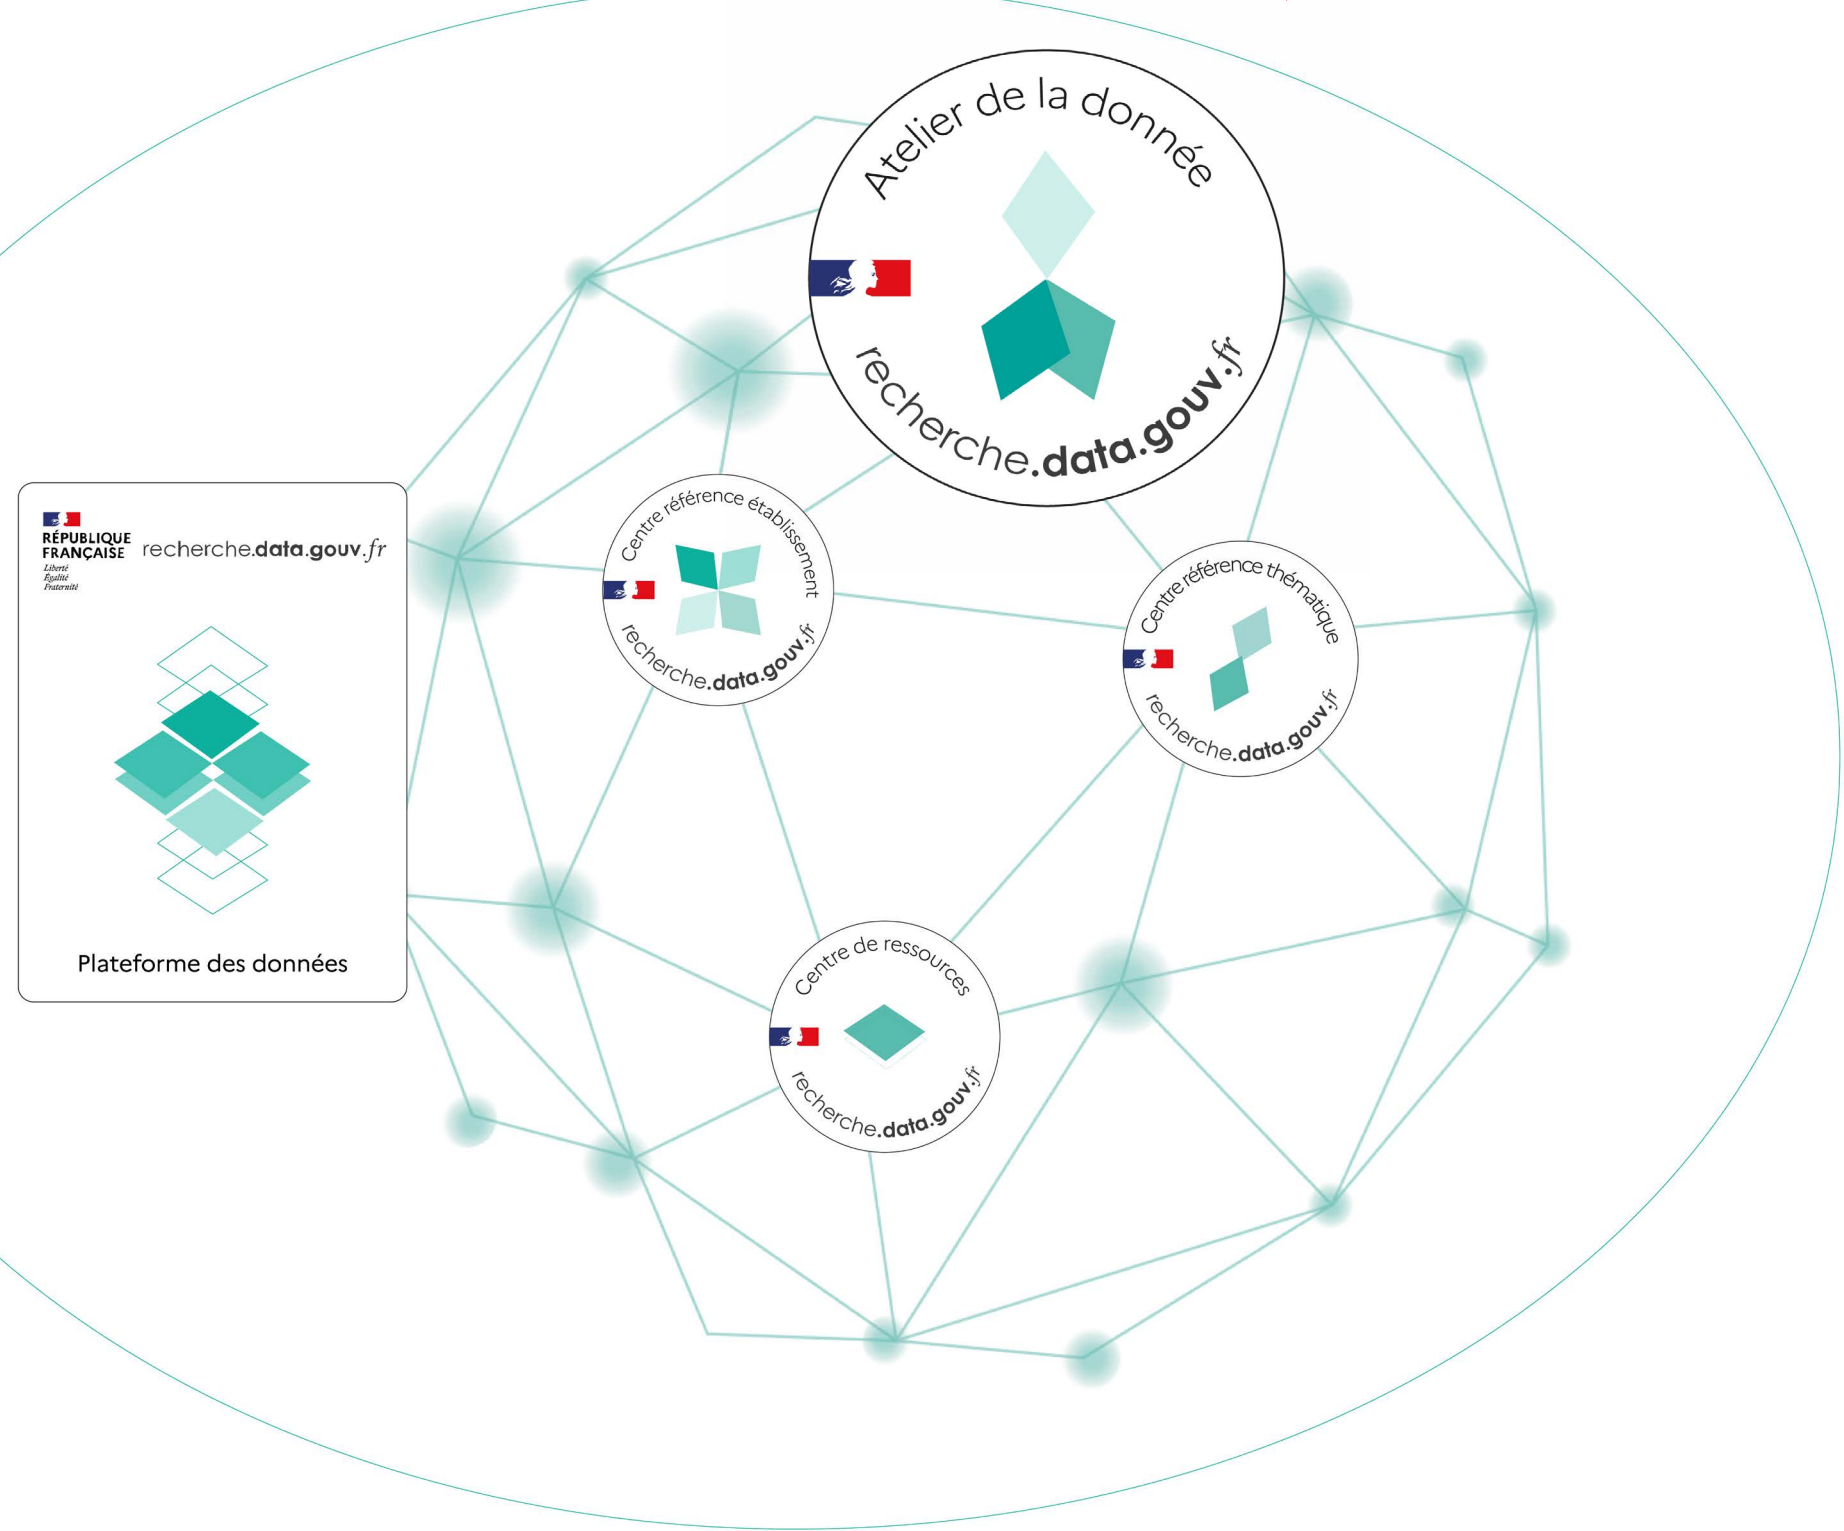 Atelier de la donnée
recherche.data.gouv.fr
RÉPUBLIQUE
FRANÇAISE
Liberté
Égalité
Fraternité
recherche.data.gouv.fr
Plateforme des données
Centre référence établissement
recherche.data.gouv.fr
Centre référence thématique
recherche.data.gouv.fr
Centre de ressources
recherche.data.gouv.fr